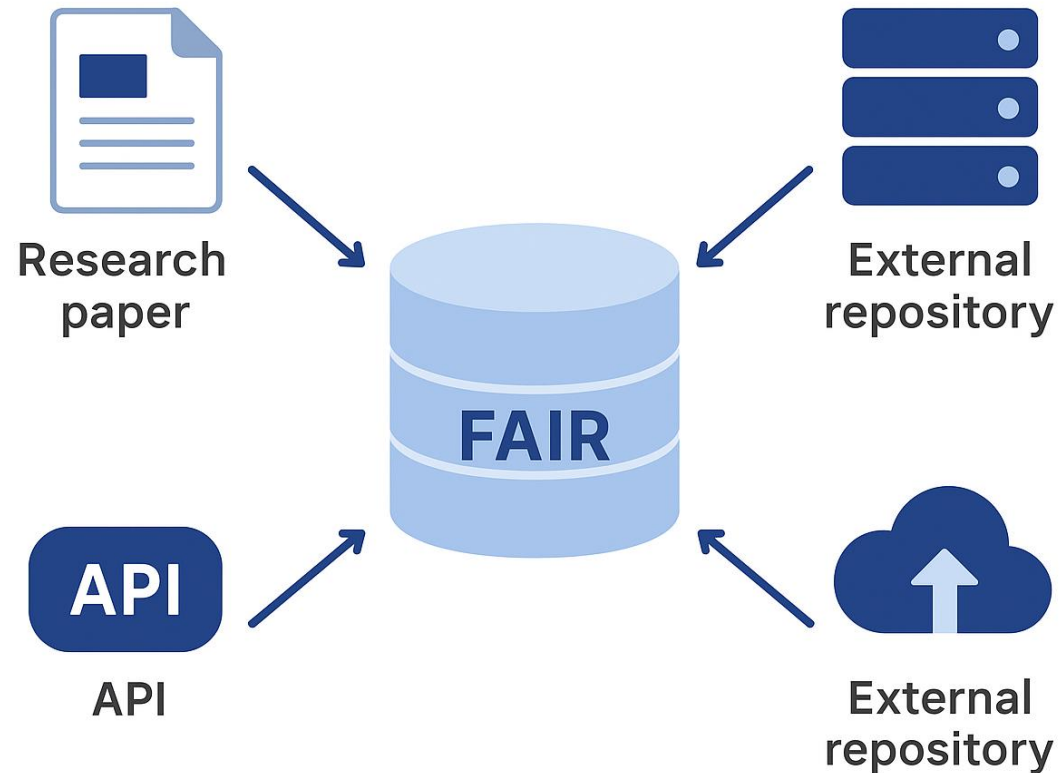 Research
paper
External
repository
FAIR
API
API
External
repository